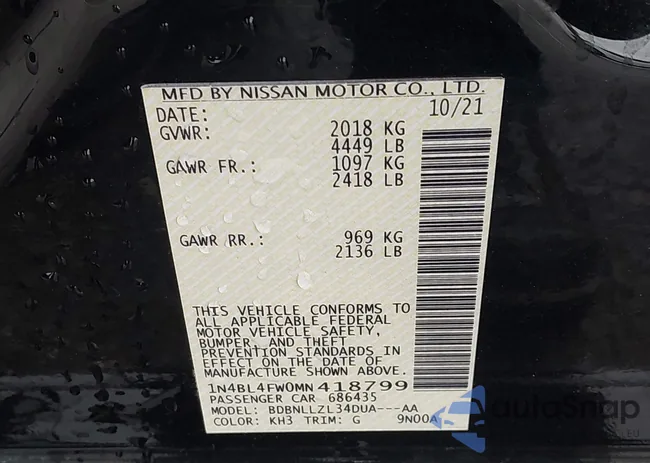 MFD BY NISSAN MOTOR CO., LTD.
DATE: 10/21
GVWR: 2018 KG
4449 LB
GAWR FR.: 1097 KG
2418 LB
GAWR RR.: 969 KG
2136 LB
THIS VEHICLE CONFORMS TO
ALL APPLICABLE FEDERAL
MOTOR VEHICLE SAFETY,
BUMPER, AND THEFT
PREVENTION STANDARDS IN
EFFECT ON THE DATE OF
MANUFACTURE SHOWN ABOVE.
1N4BL4FW0MN418799
PASSENGER CAR 686435
MODEL: BDBNLLZL34DUA---AA
COLOR: KH3 TRIM: G 9N00A
autoSnap